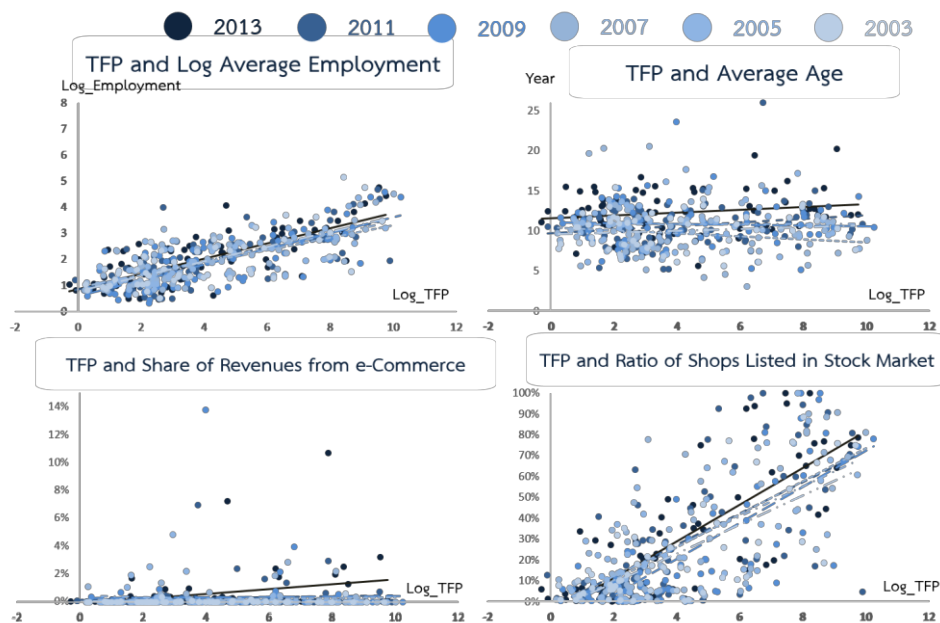 2013 2011 2009 2007 2005 2003
TFP and Log Average Employment
Log_Employment
8
7
6
5
4
3
2
1
0
Log_TFP
-2 0 2 4 6 8 10 12
TFP and Average Age
Year
25
20
15
10
5
0
Log_TFP
-2 0 2 4 6 8 10 12
TFP and Share of Revenues from e-Commerce
14%
12%
10%
8%
6%
4%
2%
0%
Log_TFP
-2 0 2 4 6 8 10 12
TFP and Ratio of Shops Listed in Stock Market
100%
90%
80%
70%
60%
50%
40%
30%
20%
10%
0%
Log_TFP
-2 0 2 4 6 8 10 12